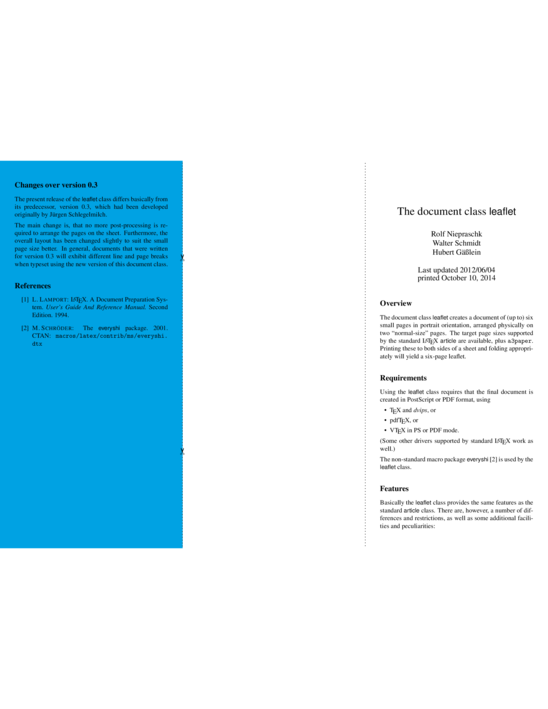 Changes over version 0.3
The present release of the leaflet class differs basically from
its predecessor, version 0.3, which had been developed
originally by Jürgen Schlegelmilch.
The main change is, that no more post-processing is re-
quired to arrange the pages on the sheet. Furthermore, the
overall layout has been changed slightly to suit the small
page size better. In general, documents that were written
for version 0.3 will exhibit different line and page breaks
when typeset using the new version of this document class.
References
[1] L. LAMPORT: LATEX. A Document Preparation Sys-
tem. User's Guide And Reference Manual. Second
Edition. 1994.
[2] M. SCHRÖDER: The everyshi package. 2001.
CTAN: macros/latex/contrib/ms/everyshi.
dtx
The document class leaflet
Rolf Niepraschk
Walter Schmidt
Hubert Gäßlein
Last updated 2012/06/04
printed October 10, 2014
Overview
The document class leaflet creates a document of (up to) six
small pages in portrait orientation, arranged physically on
two “normal-size” pages. The target page sizes supported
by the standard LATEX article are available, plus a3paper.
Printing these to both sides of a sheet and folding appropri-
ately will yield a six-page leaflet.
Requirements
Using the leaflet class requires that the final document is
created in PostScript or PDF format, using
• TEX and dvips, or
• pdfTEX, or
• VTEX in PS or PDF mode.
(Some other drivers supported by standard LATEX work as
well.)
The non-standard macro package everyshi [2] is used by the
leaflet class.
Features
Basically the leaflet class provides the same features as the
standard article class. There are, however, a number of dif-
ferences and restrictions, as well as some additional facili-
ties and peculiarities: